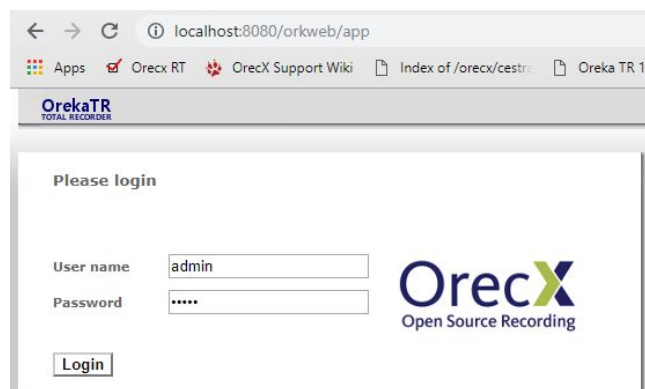 localhost:8080/orkweb/app
Apps Orecx RT OrecX Support Wiki Index of /orecx/cestra Oreka TR 1
OrekaTR
TOTAL RECORDER
Please login
User name admin
Password •••••
OrecX
Open Source Recording
Login